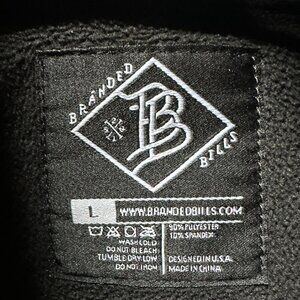 BRANDED
BB
BILLS
L
WWW.BRANDEDBILLS.COM
WASH COLD
DO NOT BLEACH
TUMBLE DRY LOW
DO NOT IRON
90% POLYESTER
10% SPANDEX
DESIGNED IN U.S.A.
MADE IN CHINA